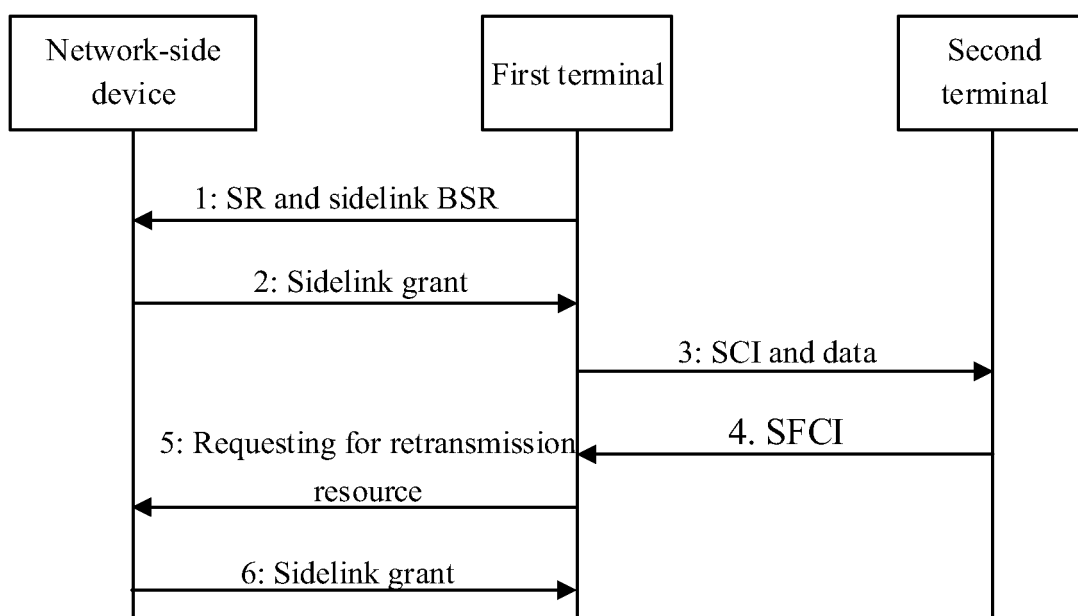 Network-side
device
First terminal
Second
terminal
1: SR and sidelink BSR
2: Sidelink grant
3: SCI and data
4. SFCI
5: Requesting for retransmission
resource
6: Sidelink grant